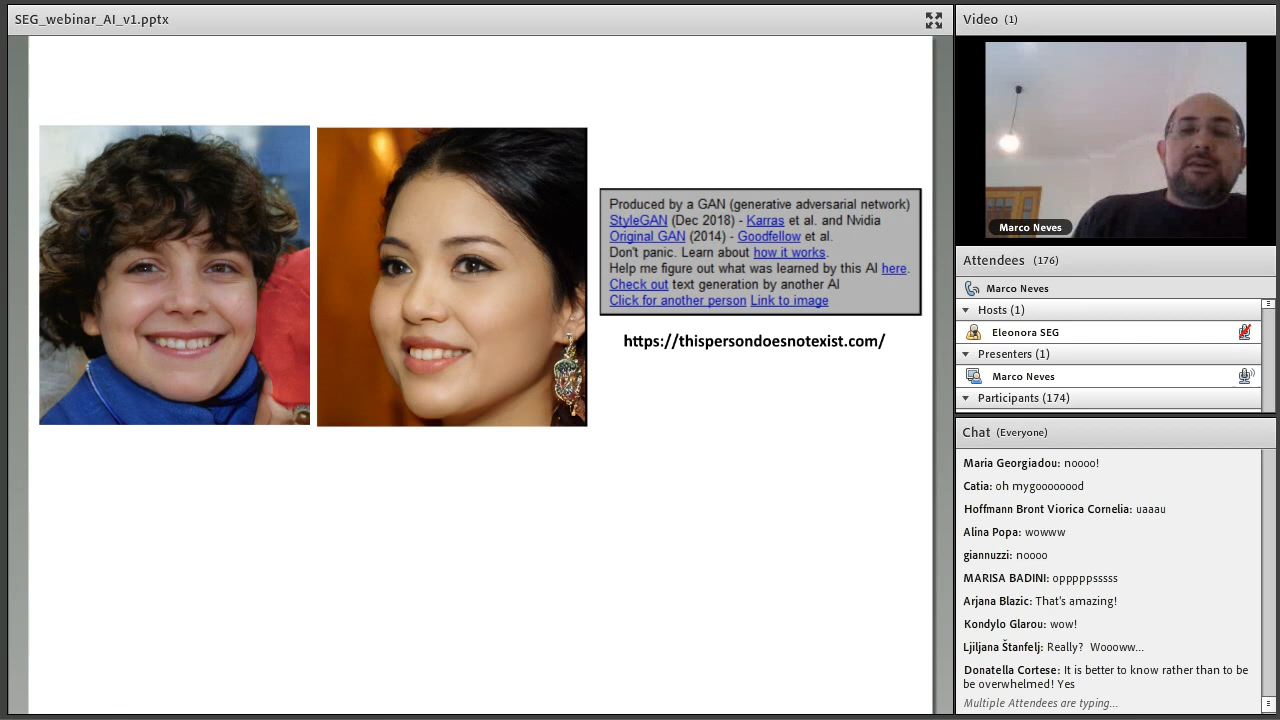 SEG_webinar_AI_v1.pptx
Produced by a GAN (generative adversarial network)
StyleGAN (Dec 2018) - Karras et al. and Nvidia
Original GAN (2014) - Goodfellow et al.
Don't panic. Learn about how it works.
Help me figure out what was learned by this AI here.
Check out text generation by another AI
Click for another person Link to image
https://thispersondoesnotexist.com/
Video (1)
Marco Neves
Attendees (176)
Marco Neves
Hosts (1)
Eleonora SEG
Presenters (1)
Marco Neves
Participants (174)
Chat (Everyone)
Maria Georgiadou: noooo!
Catia: oh mygoooooood
Hoffmann Bront Viorica Cornelia: uaaau
Alina Popa: wowww
giannuzzi: noooo
MARISA BADINI: opppppsssss
Arjana Blazic: That's amazing!
Kondylo Glarou: wow!
Ljiljana Štanfelj: Really? Woooww...
Donatella Cortese: It is better to know rather than to be
be overwhelmed! Yes
Multiple Attendees are typing...